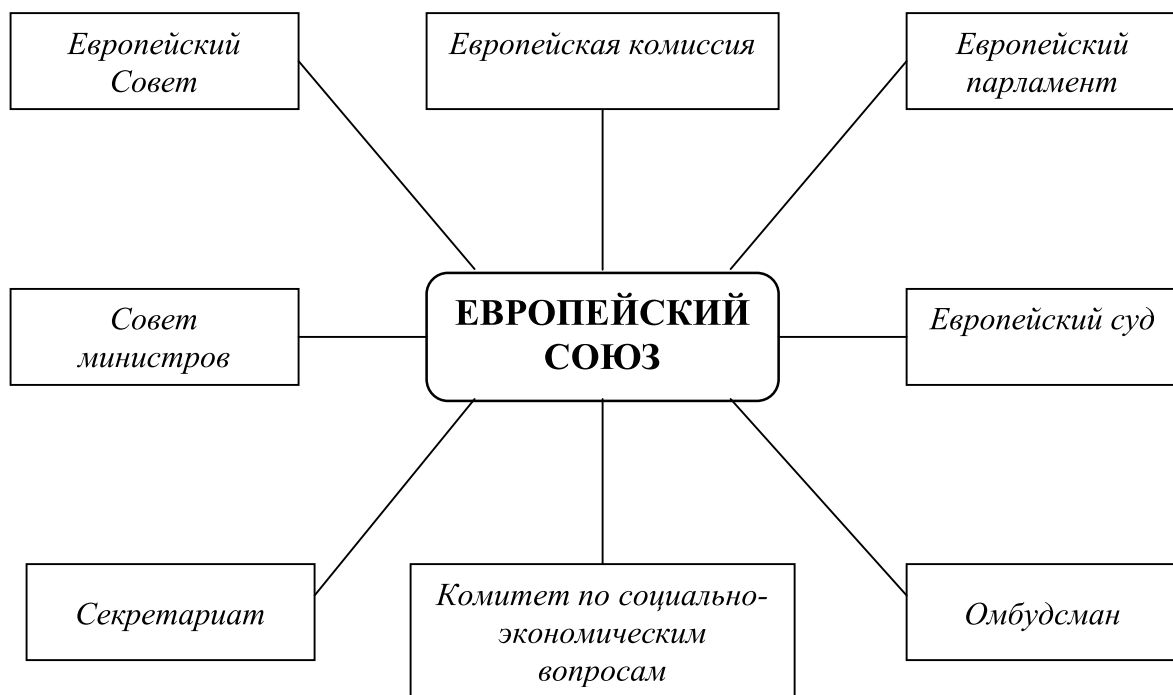 Европейский
Совет
Европейская комиссия
Европейский
парламент
Совет
министров
ЕВРОПЕЙСКИЙ
СОЮЗ
Европейский суд
Секретариат
Комитет по социально-
экономическим
вопросам
Омбудсман